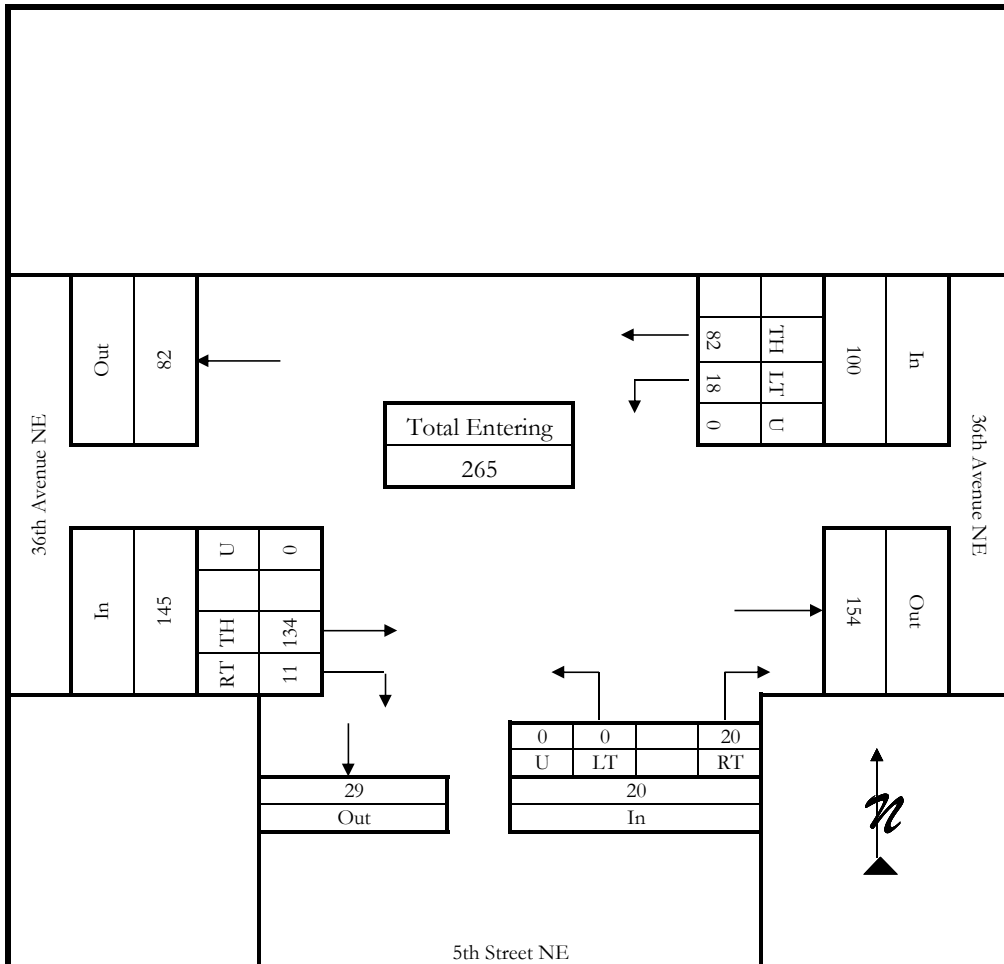 Out
82
82
TH
18
LT
0
U
100
In
36th Avenue NE
36th Avenue NE
Total Entering
265
In
145
U
0
TH
134
RT
11
154
Out
0
0
20
U
LT
RT
20
In
29
Out
N
5th Street NE